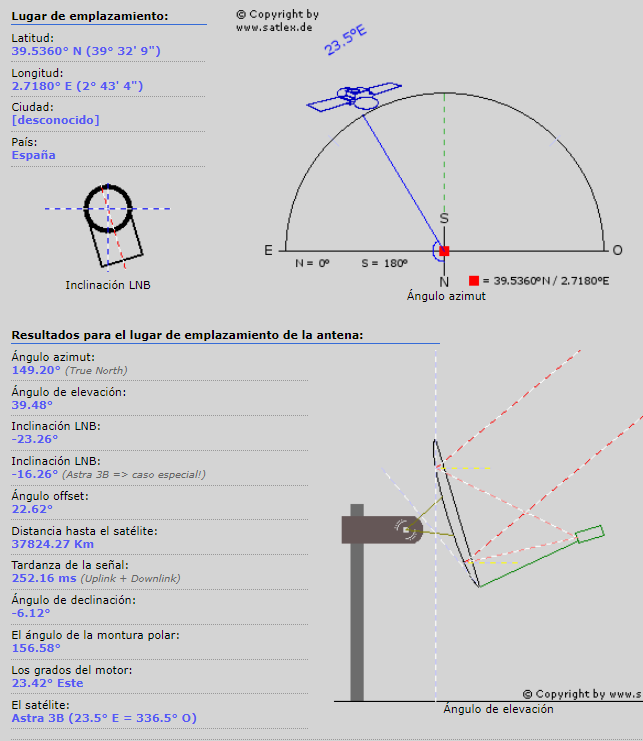 Lugar de emplazamiento:
Latitud:
39.5360° N (39° 32' 9")
Longitud:
2.7180° E (2° 43' 4")
Ciudad:
[desconocido]
País:
España
Inclinación LNB
© Copyright by
www.satlex.de
23.5°E
S
E
O
N = 0°
S = 180°
N
= 39.5360°N / 2.7180°E
Ángulo azimut
Resultados para el lugar de emplazamiento de la antena:
Ángulo azimut:
149.20° (True North)
Ángulo de elevación:
39.48°
Inclinación LNB:
-23.26°
Inclinación LNB:
-16.26° (Astra 3B => caso especial!)
Ángulo offset:
22.62°
Distancia hasta el satélite:
37824.27 Km
Tardanza de la señal:
252.16 ms (Uplink + Downlink)
Ángulo de declinación:
-6.12°
El ángulo de la montura polar:
156.58°
Los grados del motor:
23.42° Este
El satélite:
Astra 3B (23.5° E = 336.5° O)
© Copyright by www.s
Ángulo de elevación